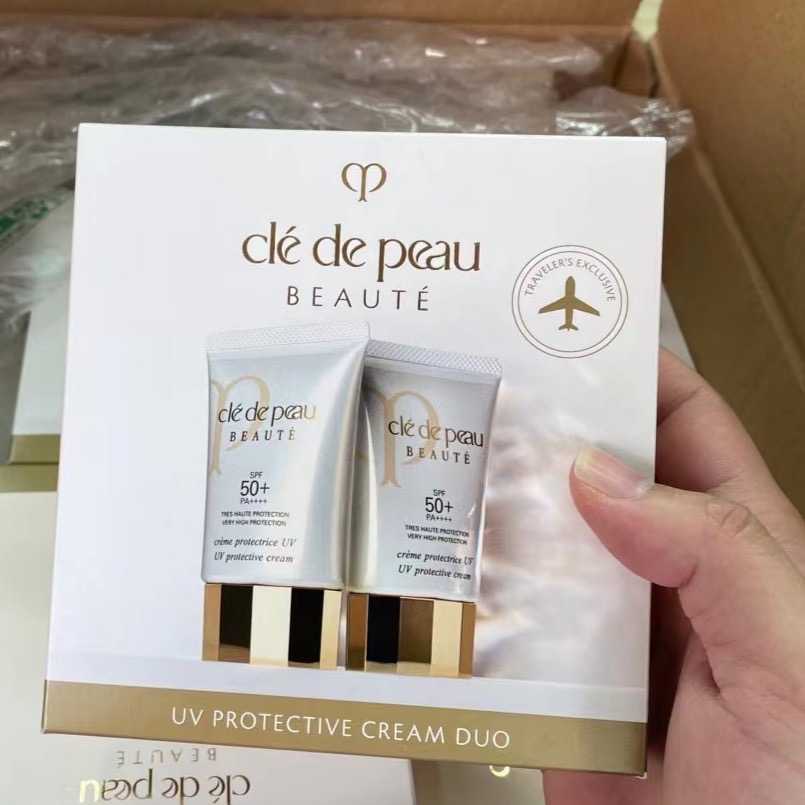 clé de peau
BEAUTÉ
TRAVELER'S EXCLUSIVE
clé de peau
BEAUTÉ
SPF
50+
PA++++
TRES HAUTE PROTECTION
VERY HIGH PROTECTION
crème protectrice UV
UV protective cream
clé de peau
BEAUTÉ
SPF
50+
PA++++
TRES HAUTE PROTECTION
VERY HIGH PROTECTION
crème protectrice UV
UV protective cream
UV PROTECTIVE CREAM DUO
BEAUTÉ
clé de peau